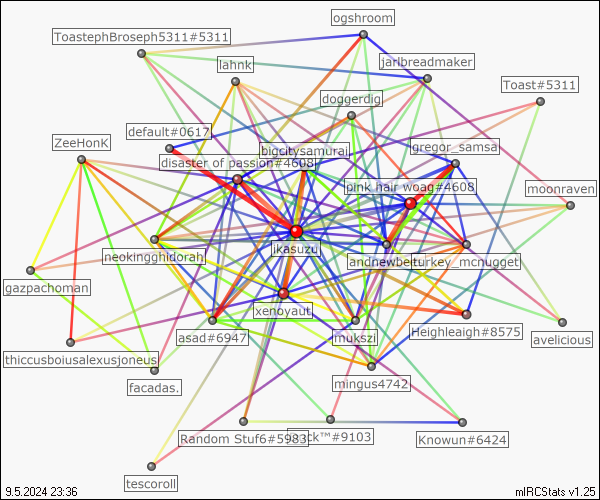 ogshroom
ToastephBroseph5311#5311
jarlbreadmaker
lahnk
Toast#5311
doggerdig
default#0617
ZeeHonK
gregor_samsa
bigcitysamurai
disaster of passion#4608
pink hair woag#4608
moonraven
ikasuzu
neokingghidorah
turkey_mcnugget
gazpachoman
xenoyaut
Heighleaigh#8575
asad#6947
mukszi
avelicious
thiccusboiusalexusjoneus
facadas.
mingus4742
Random Stuf6#5983
#9103
Knowun#6424
tescoroll
9.5.2024 23:36
mIRCStats v1.25